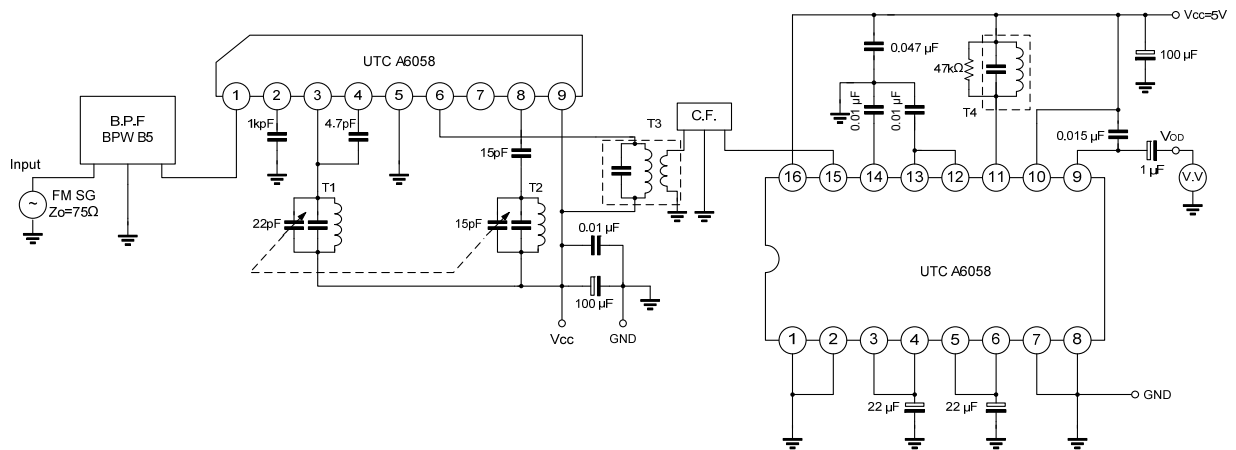 UTC A6058
1 2 3 4 5 6 7 8 9
B.P.F
BPW B5
Input
FM SG
Zo=75Ω
~
1kpF
4.7pF
15pF
T1
T2
22pF
15pF
T3
C.F.
0.01 µF
100 µF
Vcc
GND
Vcc=5V
0.047 µF
47kΩ
T4
100 µF
0.01 µF
0.01 µF
0.015 µF
VOD
1 µF
V.V
16 15 14 13 12 11 10 9
UTC A6058
1 2 3 4 5 6 7 8
22 µF
22 µF
GND